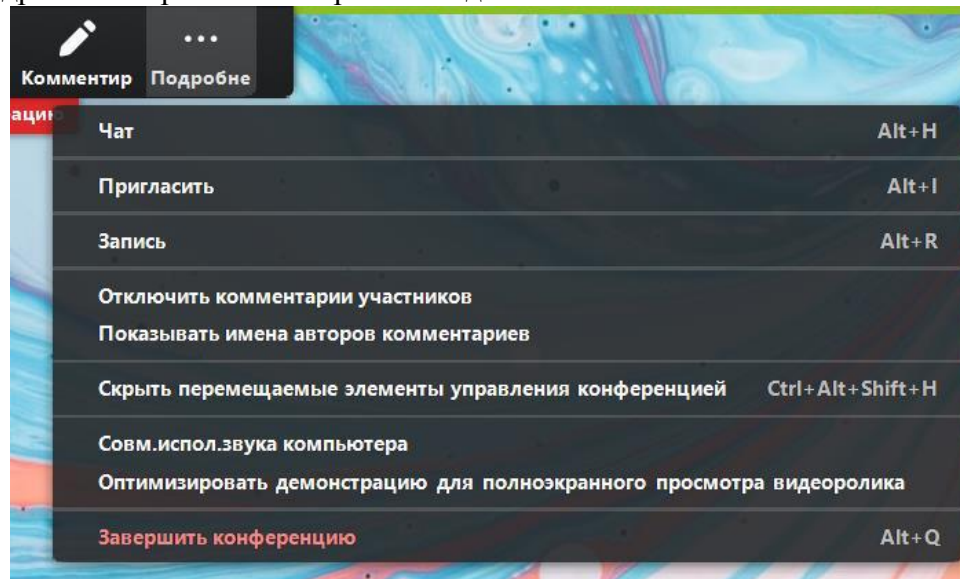 Комментир Подробне
ацию
Чат Alt+H
Пригласить Alt+I
Запись Alt+R
Отключить комментарии участников
Показывать имена авторов комментариев
Скрыть перемещаемые элементы управления конференцией Ctrl+Alt+Shift+H
Совм.испол.звука компьютера
Оптимизировать демонстрацию для полноэкранного просмотра видеоролика
Завершить конференцию Alt+Q